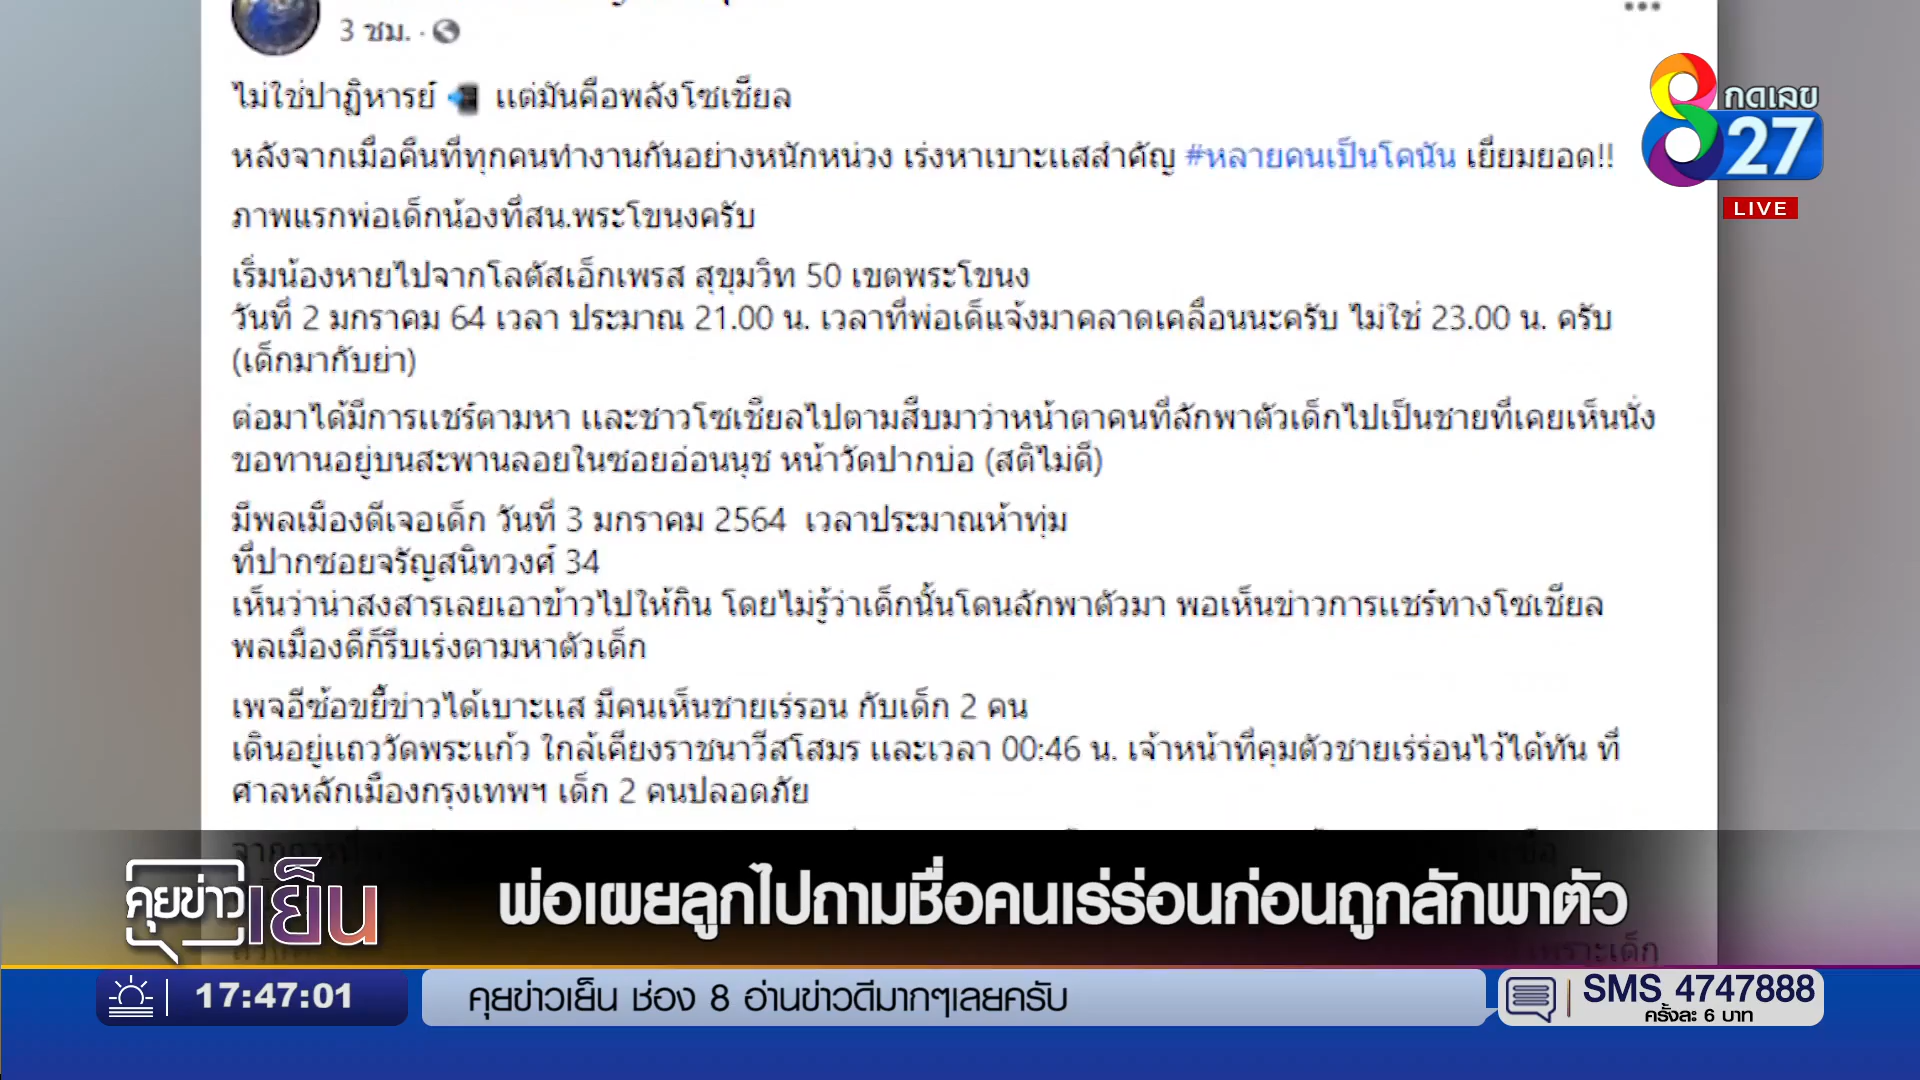 3 ชม. ·
ไม่ใช่ปาฏิหารย์ แต่มันคือพลังโซเชียล
หลังจากเมื่อคืนที่ทุกคนทำงานกันอย่างหนักหน่วง เร่งหาเบาะแสสำคัญ #หลายคนเป็นโคนัน เยี่ยมยอด!!
ภาพแรกพ่อเด็กน้องที่สน.พระโขนงครับ
เริ่มน้องหายไปจากโลตัสเอ็กเพรส สุขุมวิท 50 เขตพระโขนง
วันที่ 2 มกราคม 64 เวลา ประมาณ 21.00 น. เวลาที่พ่อเด็แจ้งมาคลาดเคลื่อนนะครับ ไม่ใช่ 23.00 น. ครับ
(เด็กมากับย่า)
ต่อมาได้มีการแชร์ตามหา และชาวโซเชียลไปตามสืบมาว่าหน้าตาคนที่ลักพาตัวเด็กไปเป็นชายที่เคยเห็นนั่ง
ขอทานอยู่บนสะพานลอยในซอยอ่อนนุช หน้าวัดปากบ่อ (สติไม่ดี)
มีพลเมืองดีเจอเด็ก วันที่ 3 มกราคม 2564 เวลาประมาณห้าทุ่ม
ที่ปากซอยจรัญสนิทวงศ์ 34
เห็นว่าน่าสงสารเลยเอาข้าวไปให้กิน โดยไม่รู้ว่าเด็กนั้นโดนลักพาตัวมา พอเห็นข่าวการแชร์ทางโซเชียล
พลเมืองดีก็รีบเร่งตามหาตัวเด็ก
เพจอีซ้อขยี้ข่าวได้เบาะแส มีคนเห็นชายเร่รอน กับเด็ก 2 คน
เดินอยู่แถววัดพระแก้ว ใกล้เคียงราชนาวีสโสมร และเวลา 00:46 น. เจ้าหน้าที่คุมตัวชายเร่ร่อนไว้ได้ทัน ที่
ศาลหลักเมืองกรุงเทพฯ เด็ก 2 คนปลอดภัย
เพราะเด็ก
8 กดเลข 27
LIVE
คุยข่าวเย็น
พ่อเผยลูกไปถามชื่อคนเร่ร่อนก่อนถูกลักพาตัว
17:47:01
คุยข่าวเย็น ช่อง 8 อ่านข่าวดีมากๆเลยครับ
SMS 4747888
ครั้งละ 6 บาท